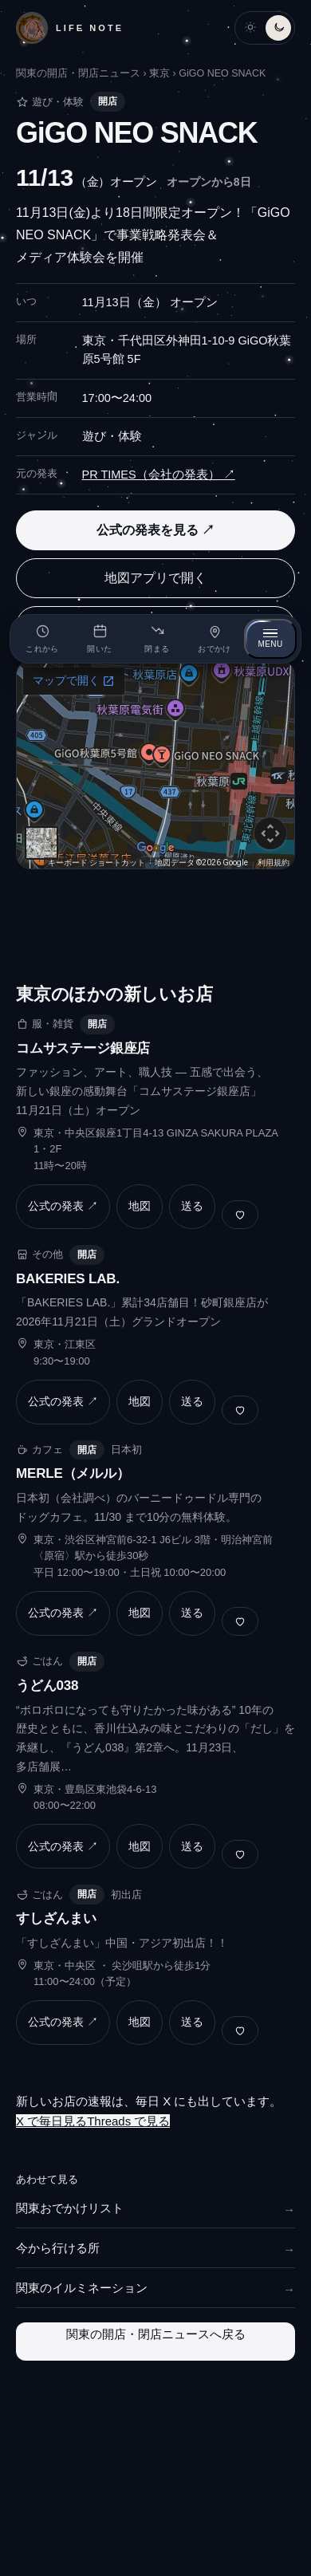 LIFE NOTE
関東の開店・閉店ニュース › 東京 › GiGO NEO SNACK
遊び・体験 開店
GiGO NEO SNACK
11/13 （金）オープン オープンから8日
11月13日(金)より18日間限定オープン！「GiGO
NEO SNACK」で事業戦略発表会＆
メディア体験会を開催
いつ 11月13日（金） オープン
場所 東京・千代田区外神田1-10-9 GiGO秋葉
原5号館 5F
営業時間 17:00〜24:00
ジャンル 遊び・体験
元の発表 PR TIMES（会社の発表） ↗
公式の発表を見る ↗
地図アプリで開く
これから 開いた 閉まる おでかけ MENU
マップで開く 秋葉原店 秋葉原UDX
秋葉原電気街
上越新幹線
405
GiGO秋葉原5号館 GiGO NEO SNACK
秋葉原 JR TX
17 437
中央東線
上越新幹線
近江屋洋菓子店 Google 神田川
キーボード ショートカット 地図データ ©2026 Google 利用規約
東京のほかの新しいお店
服・雑貨 開店
コムサステージ銀座店
ファッション、アート、職人技 — 五感で出会う、
新しい銀座の感動舞台「コムサステージ銀座店」
11月21日（土）オープン
東京・中央区銀座1丁目4-13 GINZA SAKURA PLAZA
1・2F
11時〜20時
公式の発表 ↗ 地図 送る ♡
その他 開店
BAKERIES LAB.
「BAKERIES LAB.」累計34店舗目！砂町銀座店が
2026年11月21日（土）グランドオープン
東京・江東区
9:30〜19:00
公式の発表 ↗ 地図 送る ♡
カフェ 開店 日本初
MERLE（メルル）
日本初（会社調べ）のバーニードゥードル専門の
ドッグカフェ。11/30 まで10分の無料体験。
東京・渋谷区神宮前6-32-1 J6ビル 3階・明治神宮前
〈原宿〉駅から徒歩30秒
平日 12:00〜19:00・土日祝 10:00〜20:00
公式の発表 ↗ 地図 送る ♡
ごはん 開店
うどん038
“ボロボロになっても守りたかった味がある” 10年の
歴史とともに、香川仕込みの味とこだわりの「だし」を
承継し、『うどん038』第2章へ。11月23日、
多店舗展…
東京・豊島区東池袋4-6-13
08:00〜22:00
公式の発表 ↗ 地図 送る ♡
ごはん 開店 初出店
すしざんまい
「すしざんまい」中国・アジア初出店！！
東京・中央区 ・ 尖沙咀駅から徒歩1分
11:00〜24:00（予定）
公式の発表 ↗ 地図 送る ♡
新しいお店の速報は、毎日 X にも出しています。
X で毎日見るThreads で見る
あわせて見る
関東おでかけリスト →
今から行ける所 →
関東のイルミネーション →
関東の開店・閉店ニュースへ戻る